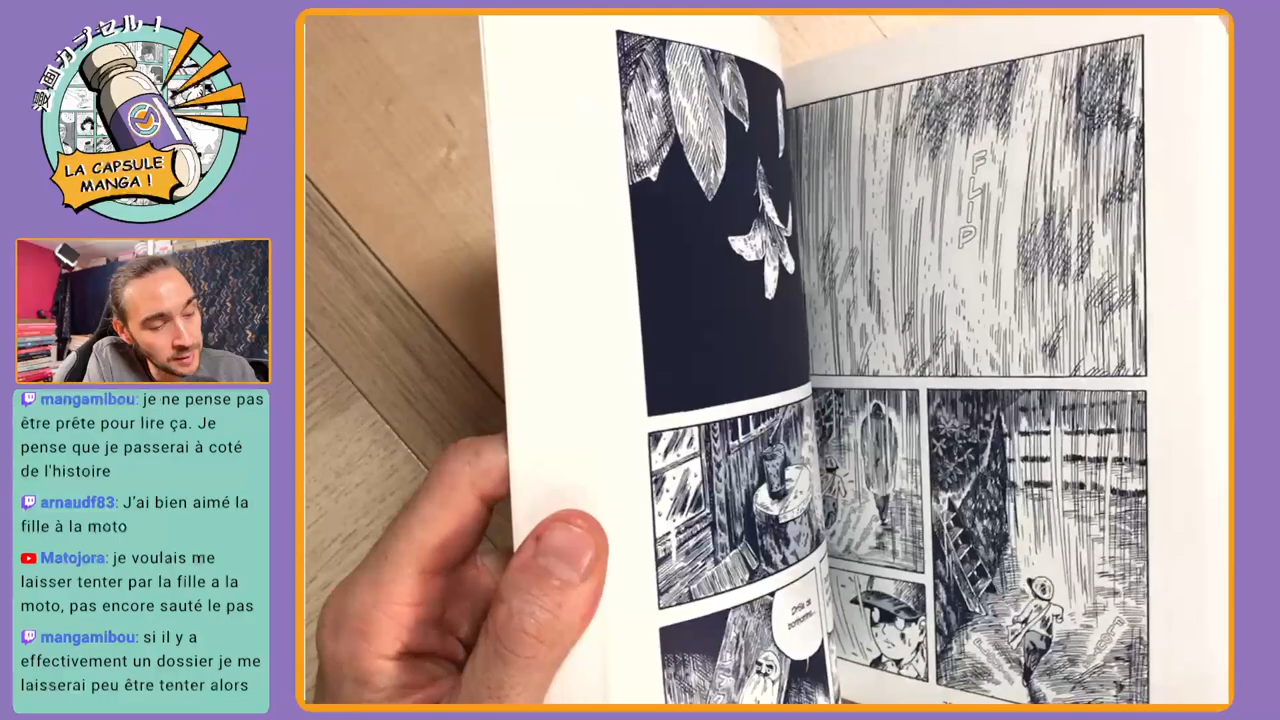 漫画カプセル!
LA CAPSULE
MANGA !
mangamibou: je ne pense pas
être prête pour lire ça. Je
pense que je passerai à coté
de l'histoire
arnaudf83: J'ai bien aimé la
fille à la moto
Matojora: je voulais me
laisser tenter par la fille a la
moto, pas encore sauté le pas
mangamibou: si il y a
effectivement un dossier je me
laisserai peu être tenter alors
FLIP
Drôle de